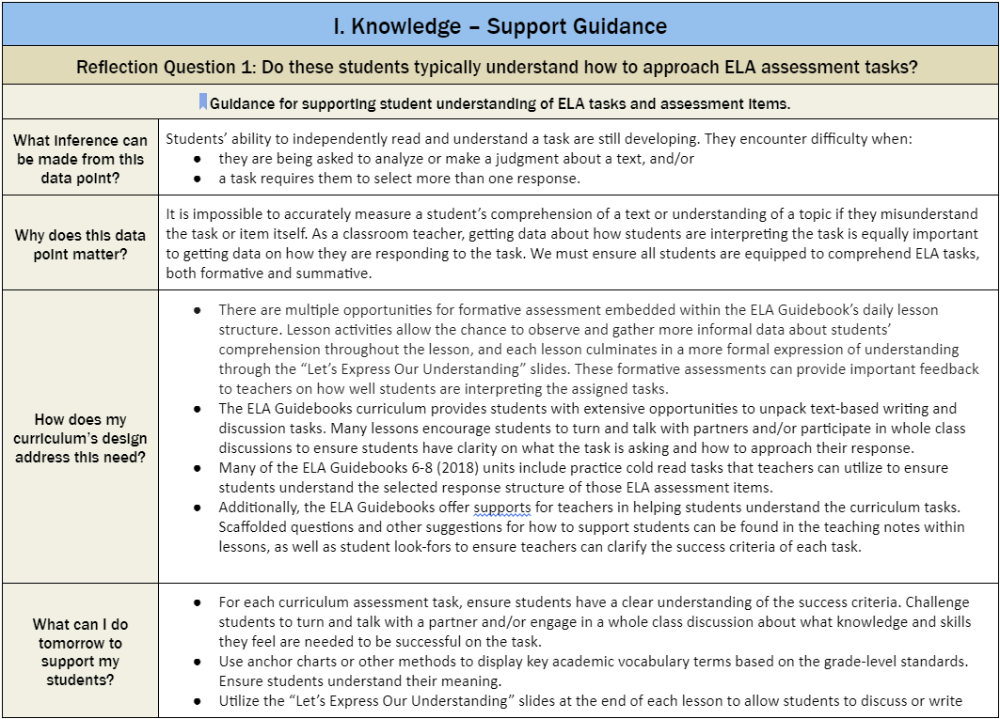 I. Knowledge – Support Guidance
Reflection Question 1: Do these students typically understand how to approach ELA assessment tasks?
Guidance for supporting student understanding of ELA tasks and assessment items.
What inference can
be made from this
data point?
Students’ ability to independently read and understand a task are still developing. They encounter difficulty when:
● they are being asked to analyze or make a judgment about a text, and/or
● a task requires them to select more than one response.
Why does this data
point matter?
It is impossible to accurately measure a student’s comprehension of a text or understanding of a topic if they misunderstand
the task or item itself. As a classroom teacher, getting data about how students are interpreting the task is equally important
to getting data on how they are responding to the task. We must ensure all students are equipped to comprehend ELA tasks,
both formative and summative.
How does my
curriculum’s design
address this need?
● There are multiple opportunities for formative assessment embedded within the ELA Guidebook’s daily lesson
structure. Lesson activities allow the chance to observe and gather more informal data about students’
comprehension throughout the lesson, and each lesson culminates in a more formal expression of understanding
through the “Let’s Express Our Understanding” slides. These formative assessments can provide important feedback
to teachers on how well students are interpreting the assigned tasks.
● The ELA Guidebooks curriculum provides students with extensive opportunities to unpack text-based writing and
discussion tasks. Many lessons encourage students to turn and talk with partners and/or participate in whole class
discussions to ensure students have clarity on what the task is asking and how to approach their response.
● Many of the ELA Guidebooks 6-8 (2018) units include practice cold read tasks that teachers can utilize to ensure
students understand the selected response structure of those ELA assessment items.
● Additionally, the ELA Guidebooks offer supports for teachers in helping students understand the curriculum tasks.
Scaffolded questions and other suggestions for how to support students can be found in the teaching notes within
lessons, as well as student look-fors to ensure teachers can clarify the success criteria of each task.
What can I do
tomorrow to
support my
students?
● For each curriculum assessment task, ensure students have a clear understanding of the success criteria. Challenge
students to turn and talk with a partner and/or engage in a whole class discussion about what knowledge and skills
they feel are needed to be successful on the task.
● Use anchor charts or other methods to display key academic vocabulary terms based on the grade-level standards.
Ensure students understand their meaning.
● Utilize the “Let’s Express Our Understanding” slides at the end of each lesson to allow students to discuss or write